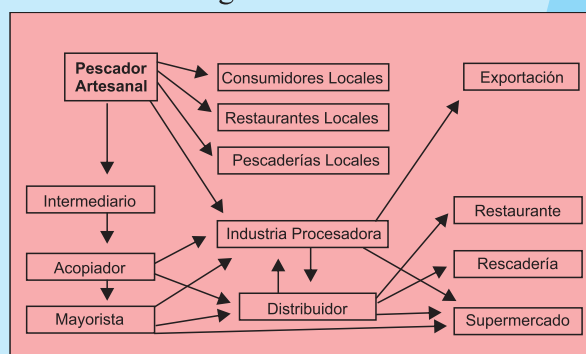 Pescador
Artesanal
Consumidores Locales
Exportación
Restaurantes Locales
Pescaderías Locales
Intermediario
Restaurante
Industria Procesadora
Acopiador
Rescadería
Distribuidor
Mayorista
Supermercado